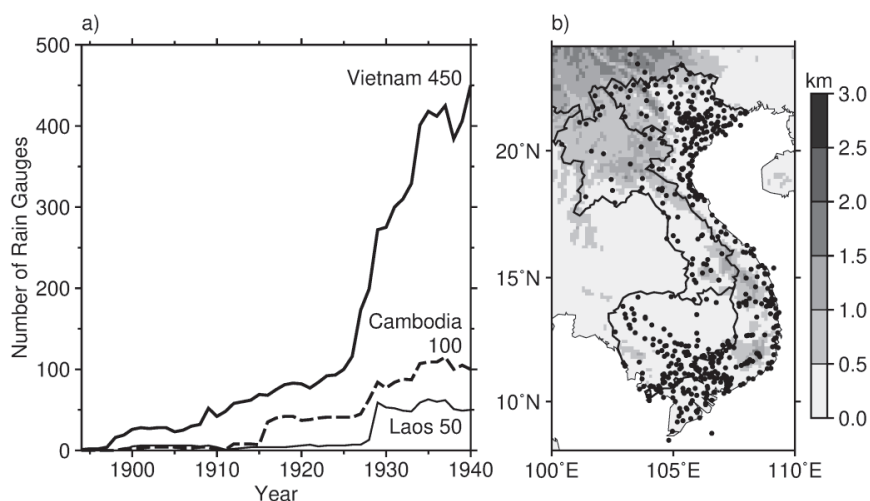 a)
500
400
300
200
100
0
Number of Rain Gauges
Vietnam 450
Cambodia
100
Laos 50
1900
1910
1920
1930
1940
Year
b)
20°N
15°N
10°N
100°E
105°E
110°E
km
3.0
2.5
2.0
1.5
1.0
0.5
0.0